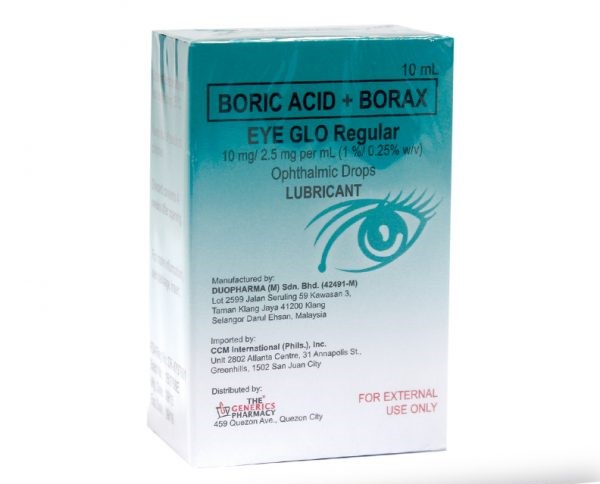 10 mL
BORIC ACID + BORAX
EYE GLO Regular
10 mg/ 2.5 mg per mL (1 %/ 0.25% w/v)
Ophthalmic Drops
LUBRICANT
Manufactured by:
DUOPHARMA (M) Sdn. Bhd. (42491-M)
Lot 2599 Jalan Seruling 59 Kawasan 3,
Taman Klang Jaya 41200 Klang
Selangor Darul Ehsan, Malaysia
Imported by:
CCM International (Phils.), Inc.
Unit 2802 Atlanta Centre, 31 Annapolis St.,
Greenhills, 1502 San Juan City
Distributed by:
THE
GENERICS
PHARMACY
459 Quezon Ave., Quezon City
FOR EXTERNAL
USE ONLY